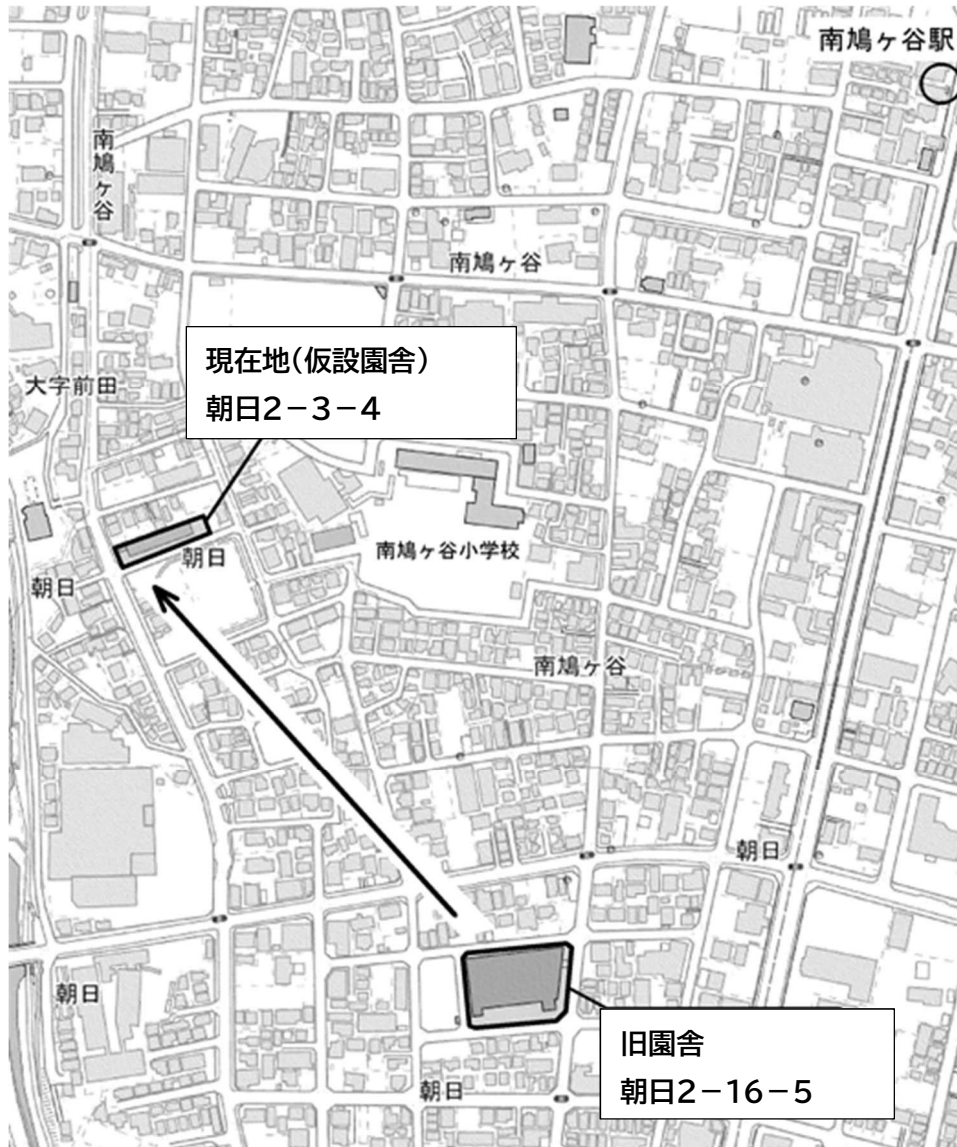 南鳩ヶ谷駅
南鳩ヶ谷
南鳩ヶ谷
現在地(仮設園舎)
朝日2-3-4
大字前田
南鳩ヶ谷小学校
朝日
朝日
南鳩ヶ谷
朝日
朝日
旧園舎
朝日2-16-5
朝日